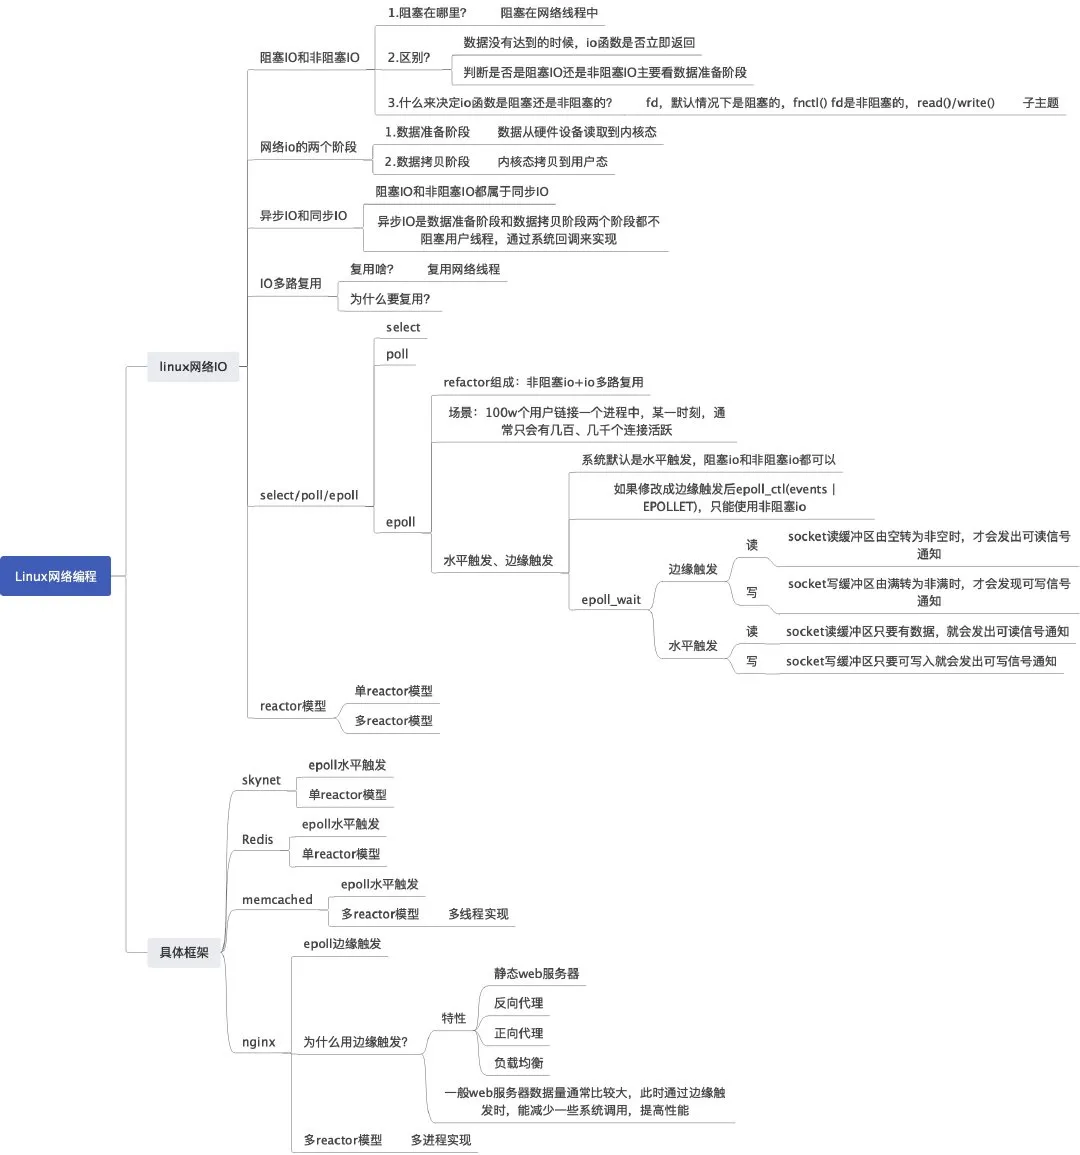 Linux网络编程
linux网络IO
阻塞IO和非阻塞IO
1.阻塞在哪里？
阻塞在网络线程中
2.区别？
数据没有达到的时候，io函数是否立即返回
判断是否是阻塞IO还是非阻塞IO主要看数据准备阶段
3.什么来决定io函数是阻塞还是非阻塞的？
fd，默认情况下是阻塞的，fnctl() fd是非阻塞的，read()/write()
子主题
网络io的两个阶段
1.数据准备阶段
数据从硬件设备读取到内核态
2.数据拷贝阶段
内核态拷贝到用户态
异步IO和同步IO
阻塞IO和非阻塞IO都属于同步IO
异步IO是数据准备阶段和数据拷贝阶段两个阶段都不
阻塞用户线程，通过系统回调来实现
IO多路复用
复用啥？
复用网络线程
为什么要复用？
select/poll/epoll
select
poll
epoll
refactor组成：非阻塞io+io多路复用
场景：100w个用户链接一个进程中，某一时刻，通
常只会有几百、几千个连接活跃
水平触发、边缘触发
系统默认是水平触发，阻塞io和非阻塞io都可以
如果修改成边缘触发后epoll_ctl(events |
EPOLLET)，只能使用非阻塞io
epoll_wait
边缘触发
读
socket读缓冲区由空转为非空时，才会发出可读信号
通知
写
socket写缓冲区由满转为非满时，才会发现可写信号
通知
水平触发
读
socket读缓冲区只要有数据，就会发出可读信号通知
写
socket写缓冲区只要可写入就会发出可写信号通知
reactor模型
单reactor模型
多reactor模型
具体框架
skynet
epoll水平触发
单reactor模型
Redis
epoll水平触发
单reactor模型
memcached
epoll水平触发
多reactor模型
多线程实现
nginx
epoll边缘触发
为什么用边缘触发？
特性
静态web服务器
反向代理
正向代理
负载均衡
一般web服务器数据量通常比较大，此时通过边缘触
发时，能减少一些系统调用，提高性能
多reactor模型
多进程实现